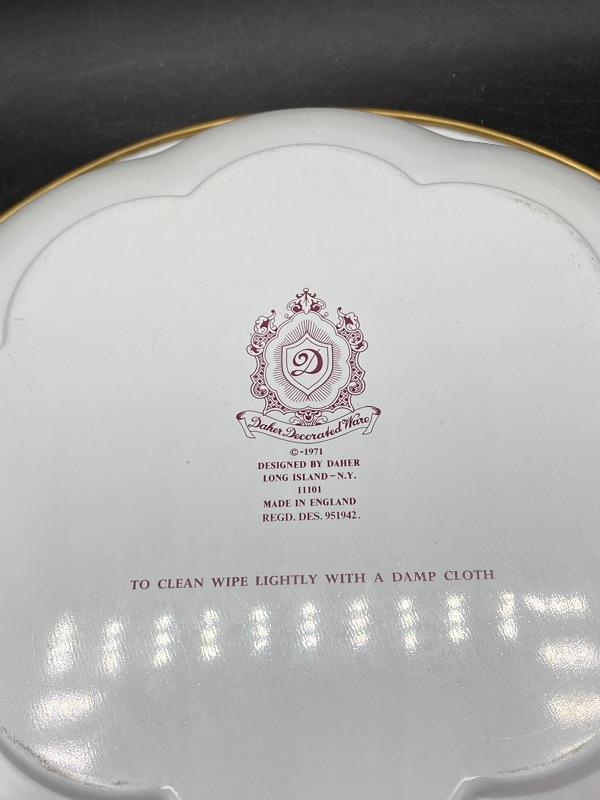 D
Daher Decorated Ware
©-1971
DESIGNED BY DAHER
LONG ISLAND-N.Y.
11101
MADE IN ENGLAND
REGD. DES. 951942.
TO CLEAN WIPE LIGHTLY WITH A DAMP CLOTH